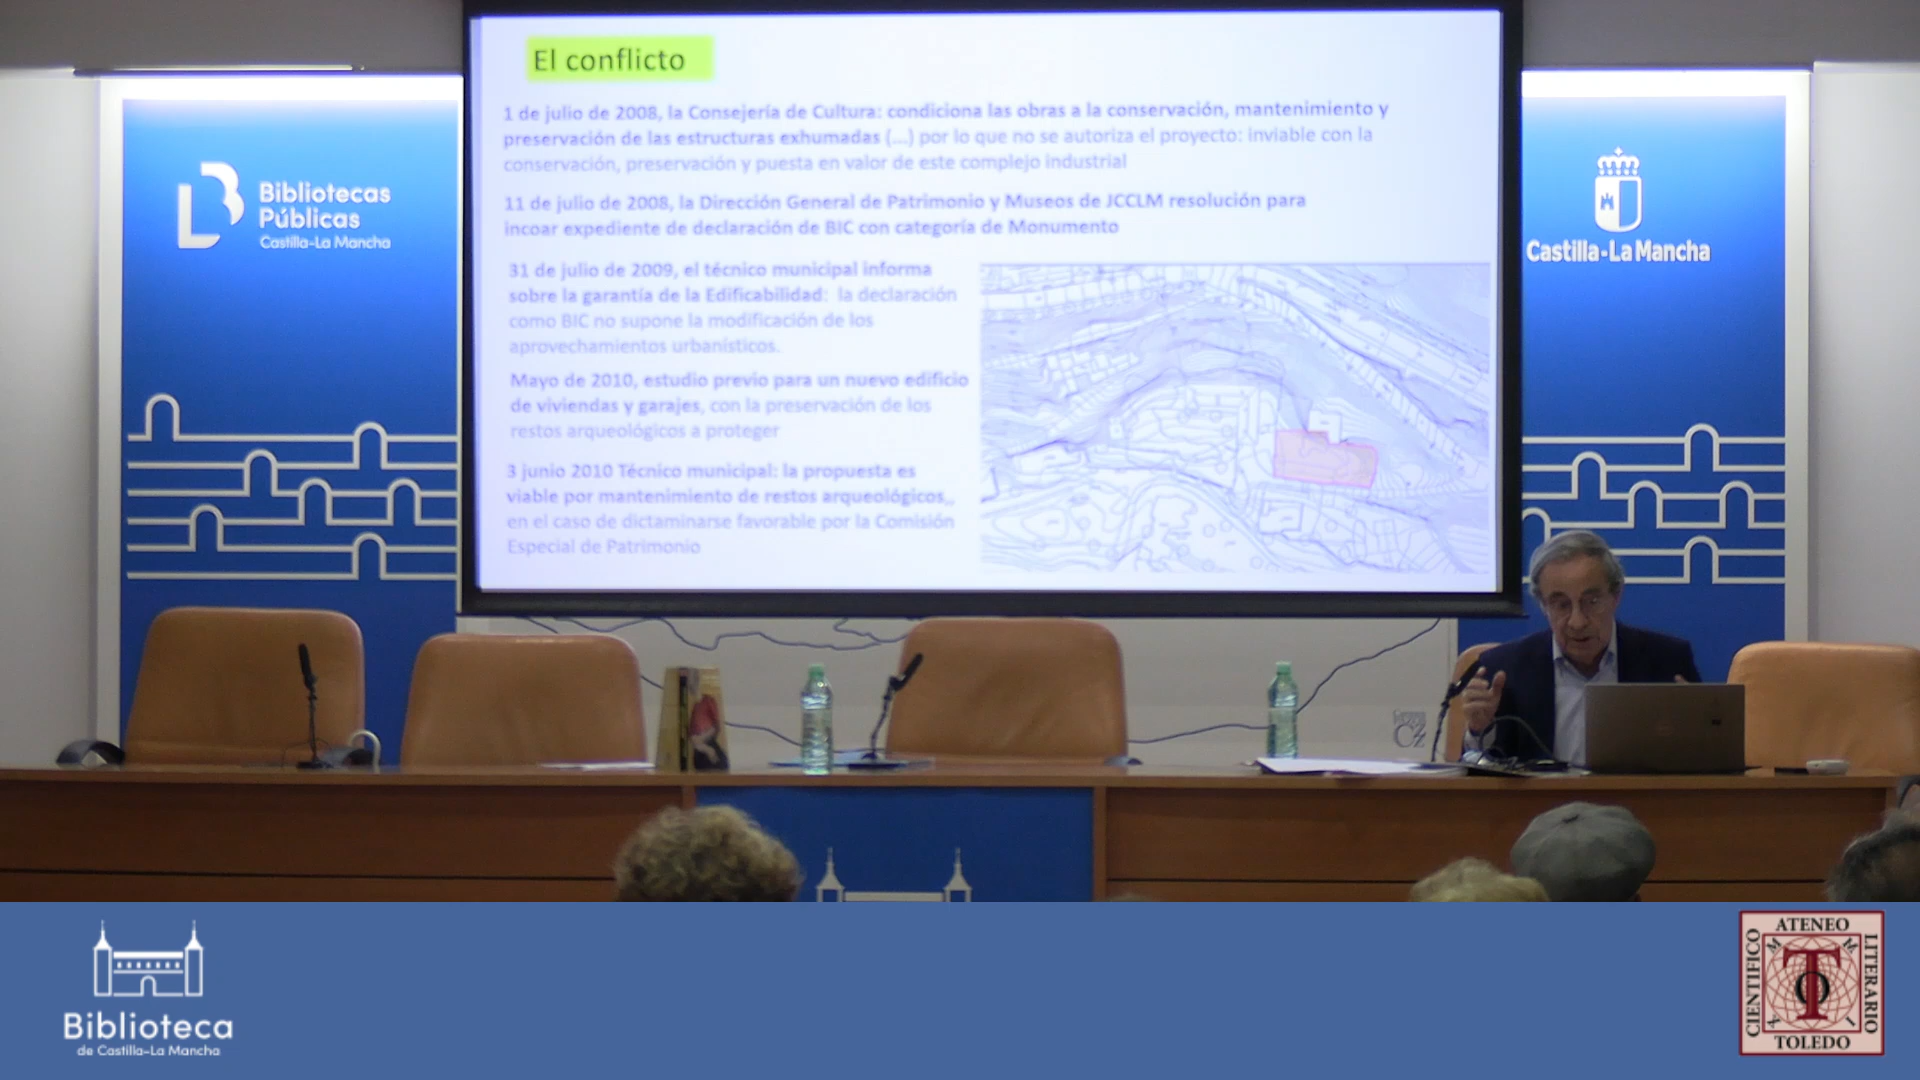 El conflicto
1 de julio de 2008, la Consejería de Cultura: condiciona las obras a la conservación, mantenimiento y
preservación de las estructuras exhumadas (...) por lo que no se autoriza el proyecto: inviable con la
conservación, preservación y puesta en valor de este complejo industrial
11 de julio de 2008, la Dirección General de Patrimonio y Museos de JCCLM resolución para
incoar expediente de declaración de BIC con categoría de Monumento
31 de julio de 2009, el técnico municipal informa
sobre la garantía de la Edificabilidad: la declaración
como BIC no supone la modificación de los
aprovechamientos urbanísticos.
Mayo de 2010, estudio previo para un nuevo edificio
de viviendas y garajes, con la preservación de los
restos arqueológicos a proteger
3 junio 2010 Técnico municipal: la propuesta es
viable por mantenimiento de restos arqueológicos,,
en el caso de dictaminarse favorable por la Comisión
Especial de Patrimonio
Bibliotecas
Públicas
Castilla-La Mancha
Castilla-La Mancha
Biblioteca
de Castilla-La Mancha
ATENEO
CIENTÍFICO
LITERARIO
TOLEDO